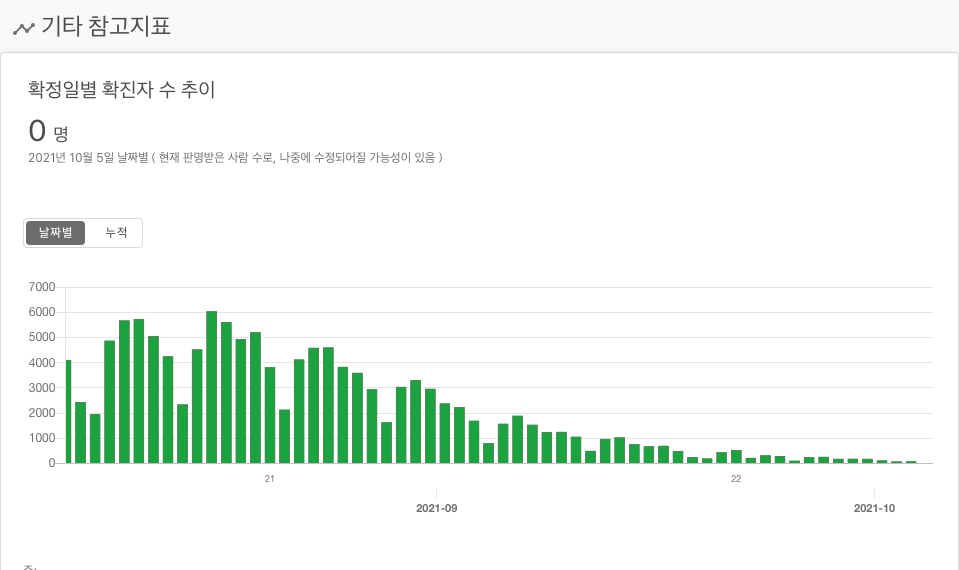 기타 참고지표
확정일별 확진자 수 추이
0 명
2021년 10월 5일 날짜별 ( 현재 판명받은 사람 수로, 나중에 수정되어질 가능성이 있음 )
날짜별 누적
7000
6000
5000
4000
3000
2000
1000
0
21 22
2021-09 2021-10